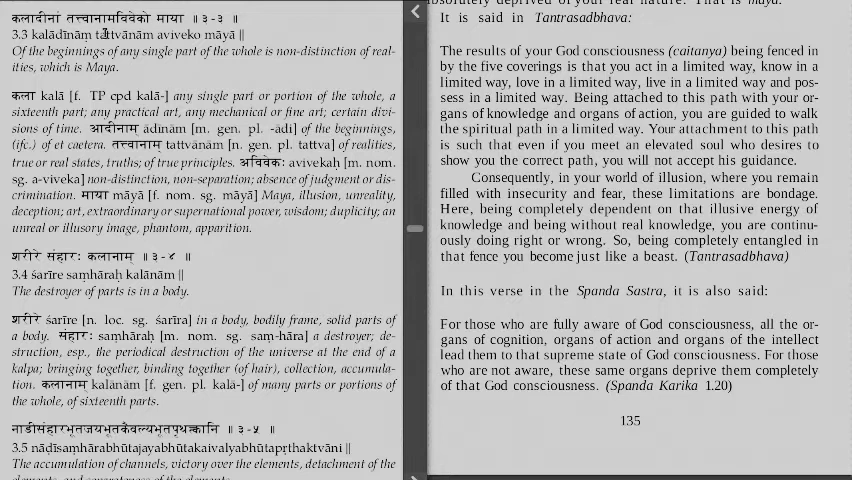 कलादीनां तत्त्वानामविवेको माया ॥ ३-३ ॥
3.3 kalādīnāṃ tattvānām aviveko māyā ||
Of the beginnings of any single part of the whole is non-distinction of real-
ities, which is Maya.
कला kalā [f. TP cpd kalā-] any single part or portion of the whole, a
sixteenth part; any practical art, any mechanical or fine art; certain divi-
sions of time. आदीनाम् ādīnām [m. gen. pl. -ādi] of the beginnings,
(ifc.) of et caetera. तत्त्वानाम् tattvānām [n. gen. pl. tattva] of realities,
true or real states, truths; of true principles. अविवेकः avivekaḥ [m. nom.
sg. a-viveka] non-distinction, non-separation; absence of judgment or dis-
crimination. माया māyā [f. nom. sg. māyā] Maya, illusion, unreality,
deception; art, extraordinary or supernational power, wisdom; duplicity; an
unreal or illusory image, phantom, apparition.
शरीरे संहारः कलानाम् ॥ ३-४ ॥
3.4 śarīre saṃhāraḥ kalānām ||
The destroyer of parts is in a body.
शरीरे śarīre [n. loc. sg. śarīra] in a body, bodily frame, solid parts of
a body. संहारः saṃhāraḥ [m. nom. sg. saṃ-hāra] a destroyer; de-
struction, esp., the periodical destruction of the universe at the end of a
kalpa; bringing together, binding together (of hair), collection, accumula-
tion. कलानाम् kalānām [f. gen. pl. kalā-] of many parts or portions of
the whole, of sixteenth parts.
नाडीसंहारभूतजयभूतकैवल्यभूतपृथक्त्वानि ॥ ३-५ ॥
3.5 nāḍīsaṃhārabhūtajayabhūtakaivalyabhūtapṛthaktvāni ||
The accumulation of channels, victory over the elements, detachment of the
elements, and separateness of the elements.
absolutely deprived of your real nature. That is maya.
It is said in Tantrasadbhava:
The results of your God consciousness (caitanya) being fenced in
by the five coverings is that you act in a limited way, know in a
limited way, love in a limited way, live in a limited way and pos-
sess in a limited way. Being attached to this path with your or-
gans of knowledge and organs of action, you are guided to walk
the spiritual path in a limited way. Your attachment to this path
is such that even if you meet an elevated soul who desires to
show you the correct path, you will not accept his guidance.
Consequently, in your world of illusion, where you remain
filled with insecurity and fear, these limitations are bondage.
Here, being completely dependent on that illusive energy of
knowledge and being without real knowledge, you are continu-
ously doing right or wrong. So, being completely entangled in
that fence you become just like a beast. (Tantrasadbhava)
In this verse in the Spanda Sastra, it is also said:
For those who are fully aware of God consciousness, all the or-
gans of cognition, organs of action and organs of the intellect
lead them to that supreme state of God consciousness. For those
who are not aware, these same organs deprive them completely
of that God consciousness. (Spanda Karika 1.20)
135